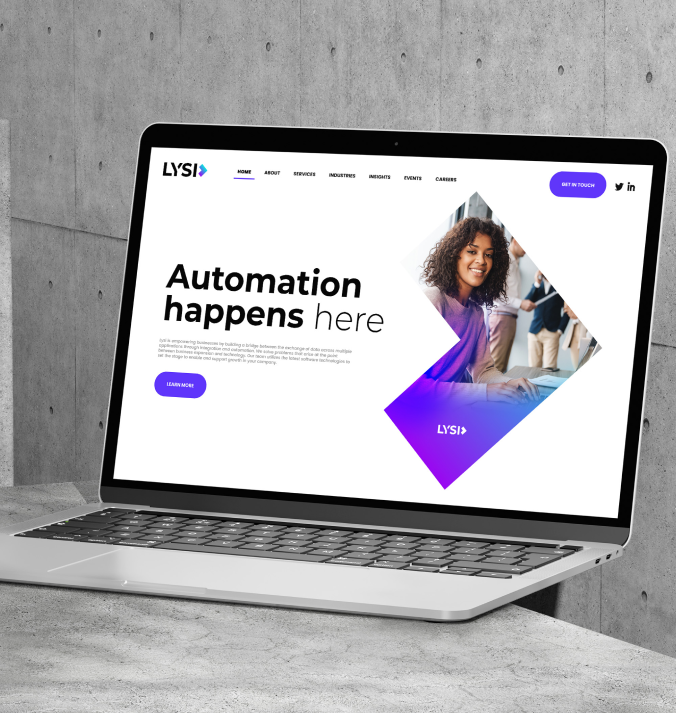 LYSI
HOME ABOUT SERVICES INDUSTRIES INSIGHTS EVENTS CAREERS
GET IN TOUCH
in
Automation
happens here
Lysi is empowering businesses by building a bridge between the exchange of data across multiple
applications through integration and automation. We solve problems that arise at the point
between business expansion and technology. Our team utilises the latest software technologies to
set the stage to enable and support growth in your company.
LEARN MORE
LYSI